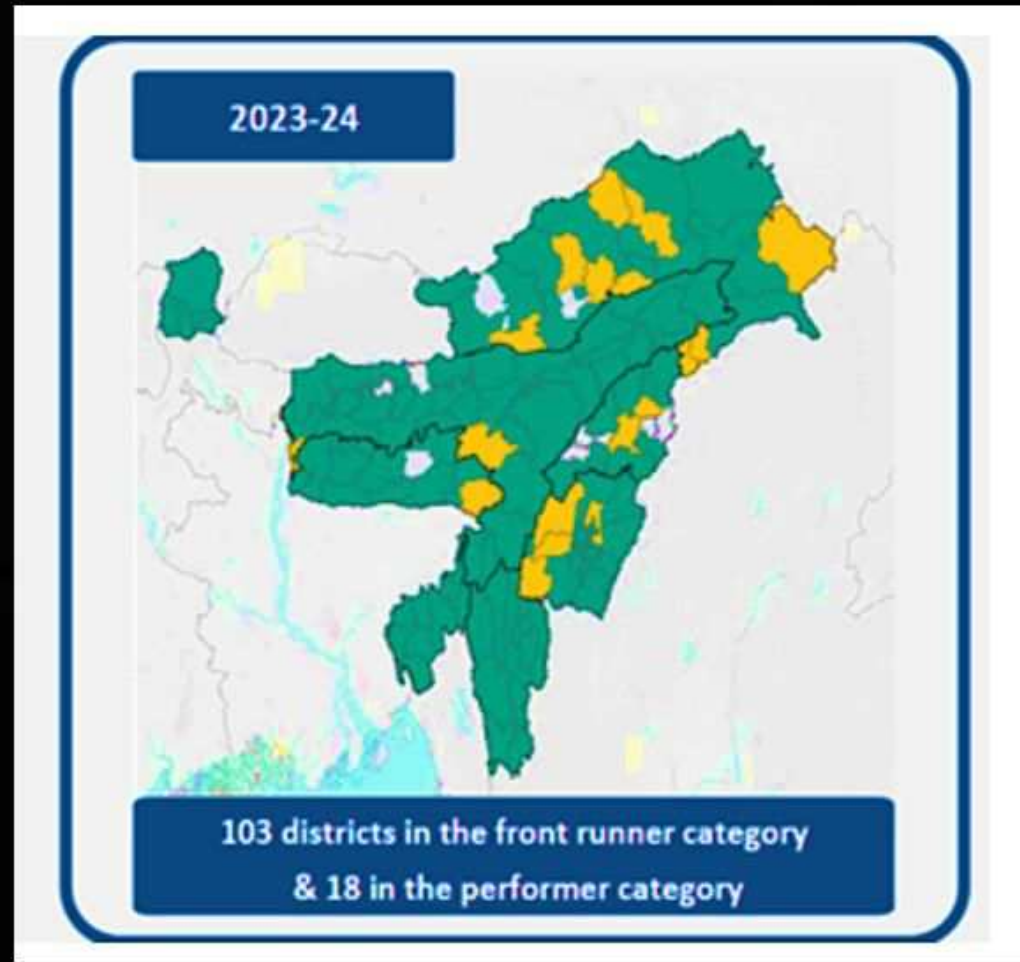 2023-24
103 districts in the front runner category
& 18 in the performer category